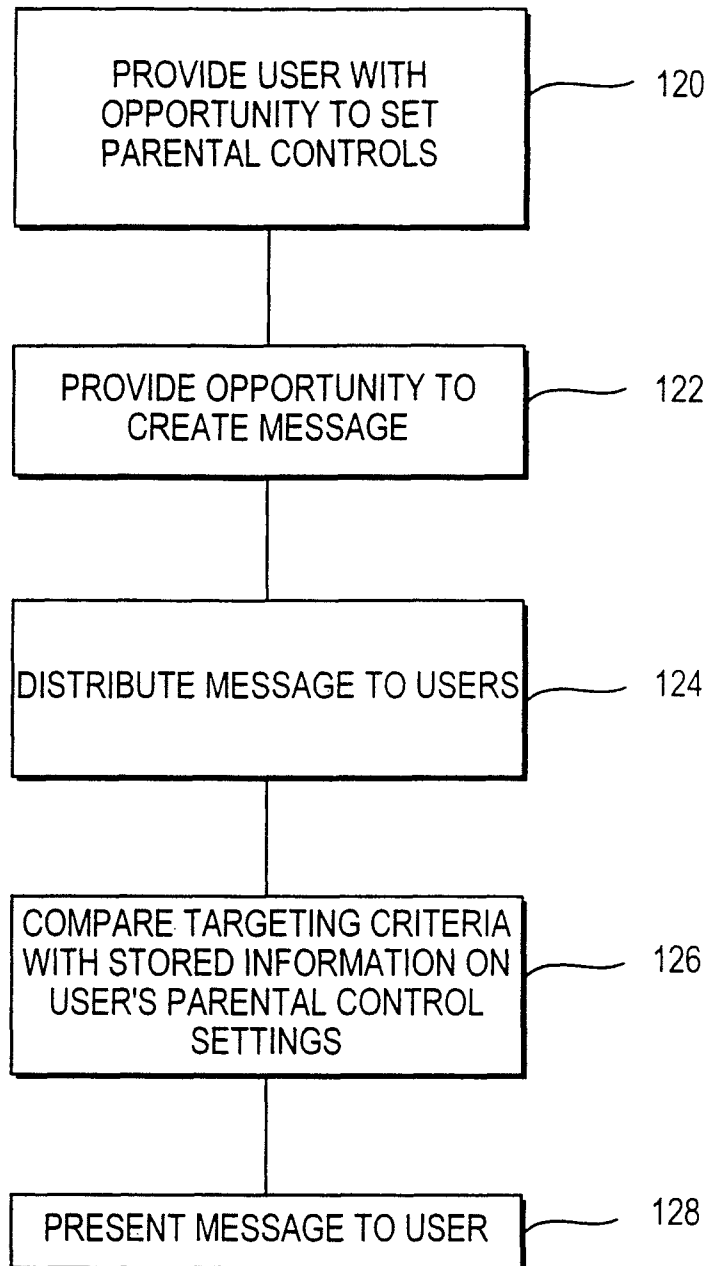 PROVIDE USER WITH
OPPORTUNITY TO SET
PARENTAL CONTROLS
120
PROVIDE OPPORTUNITY TO
CREATE MESSAGE
122
DISTRIBUTE MESSAGE TO USERS
124
COMPARE TARGETING CRITERIA
WITH STORED INFORMATION ON
USER'S PARENTAL CONTROL
SETTINGS
126
PRESENT MESSAGE TO USER
128